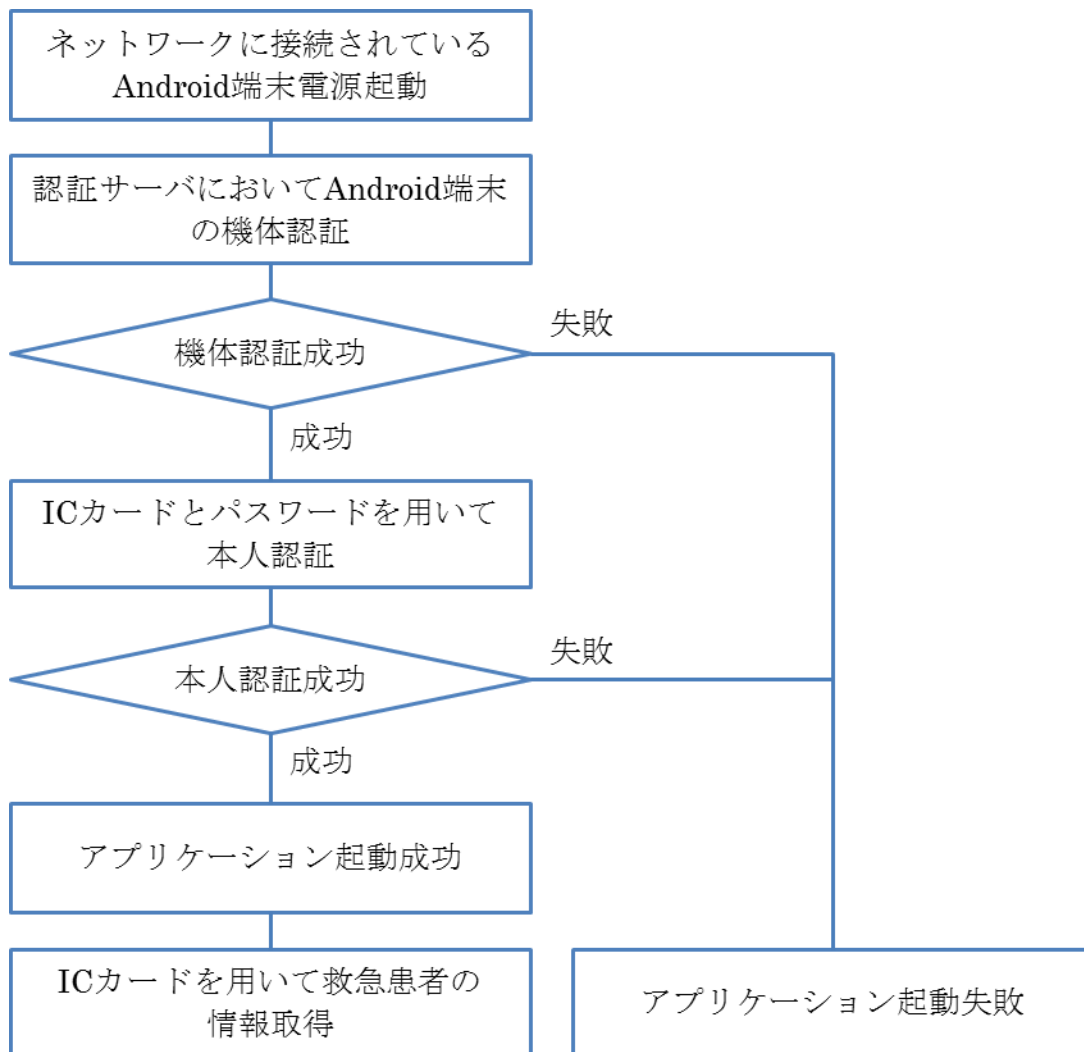 ネットワークに接続されている
Android端末電源起動
認証サーバにおいてAndroid端末
の機体認証
機体認証成功
失敗
成功
ICカードとパスワードを用いて
本人認証
本人認証成功
失敗
成功
アプリケーション起動成功
ICカードを用いて救急患者の
情報取得
アプリケーション起動失敗